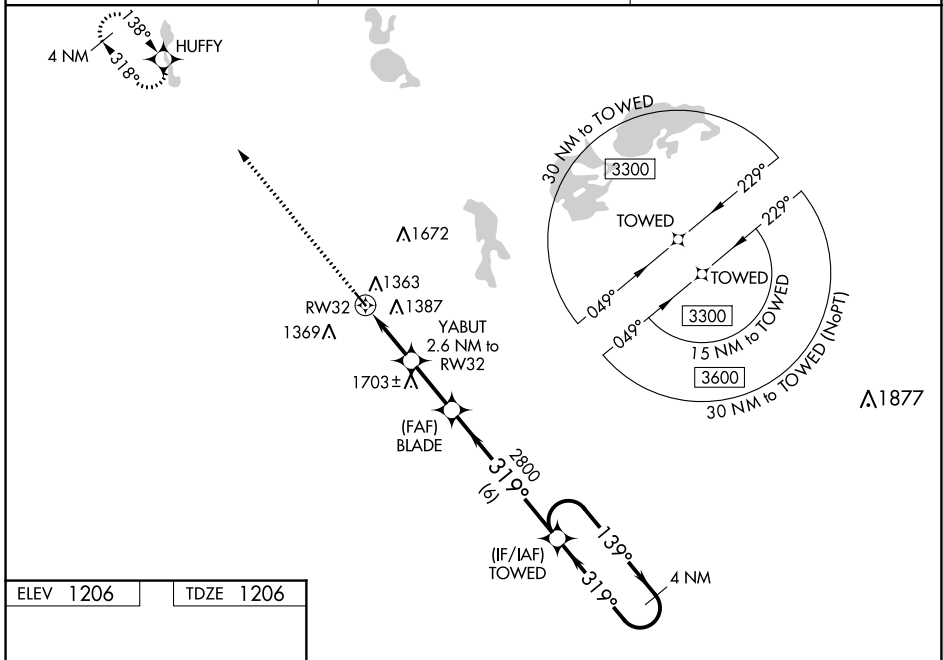 138°
HUFFY
4 NM
318°
30 NM to TOWED
3300
229°
TOWED
229°
049°
TOWED
049°
3300
15 NM to TOWED
3600
30 NM to TOWED (NoPT)
1672
1363
RW32
1387
1369
YABUT
2.6 NM to
RW32
1703±
1877
(FAF)
BLADE
2800
319°
(6)
139°
(IF/IAF)
TOWED
4 NM
319°
ELEV 1206
TDZE 1206